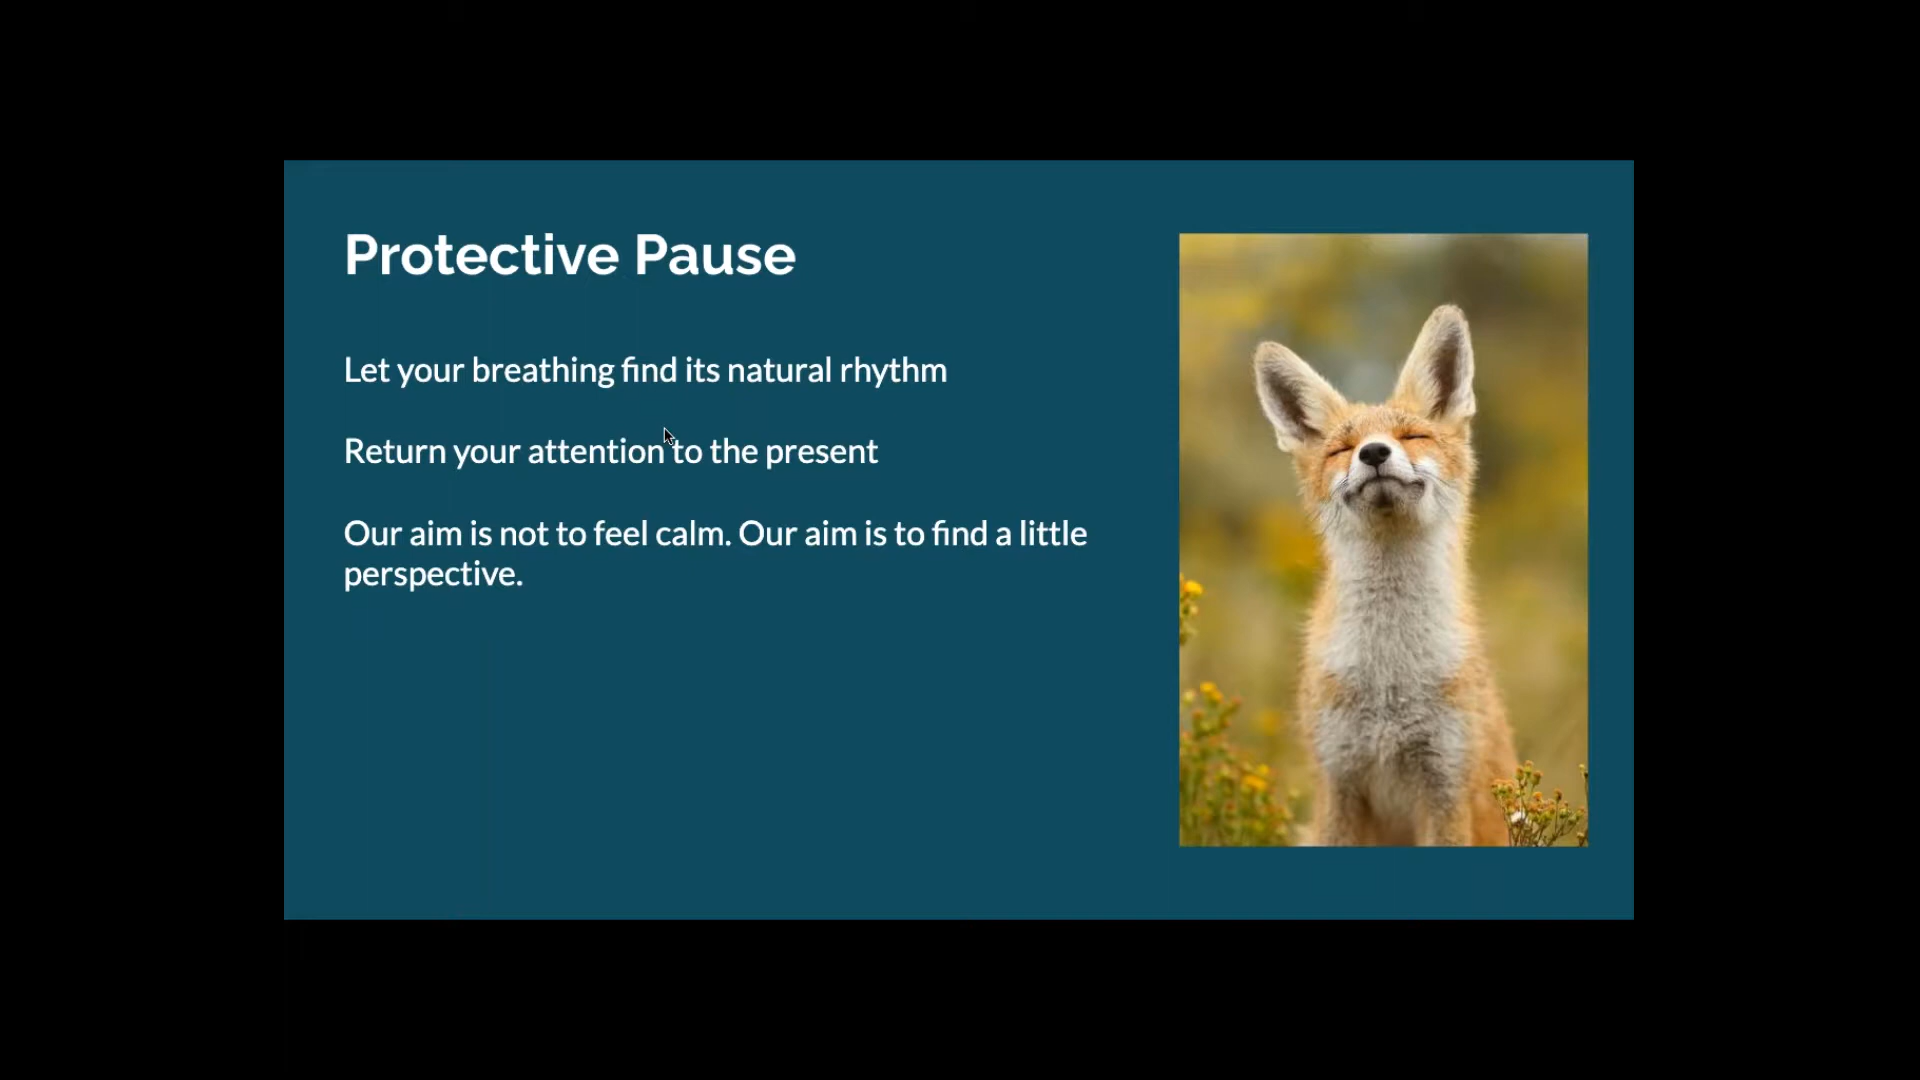 Protective Pause
Let your breathing find its natural rhythm
Return your attention to the present
Our aim is not to feel calm. Our aim is to find a little
perspective.